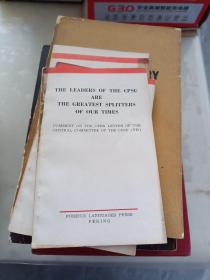 G30
THE LEADERS OF THE CPSU
ARE
THE GREATEST SPLITTERS
OF OUR TIMES
COMMENT ON THE OPEN LETTER OF THE
CENTRAL COMMITTEE OF THE CPSU (VII)
FOREIGN LANGUAGES PRESS
PEKING